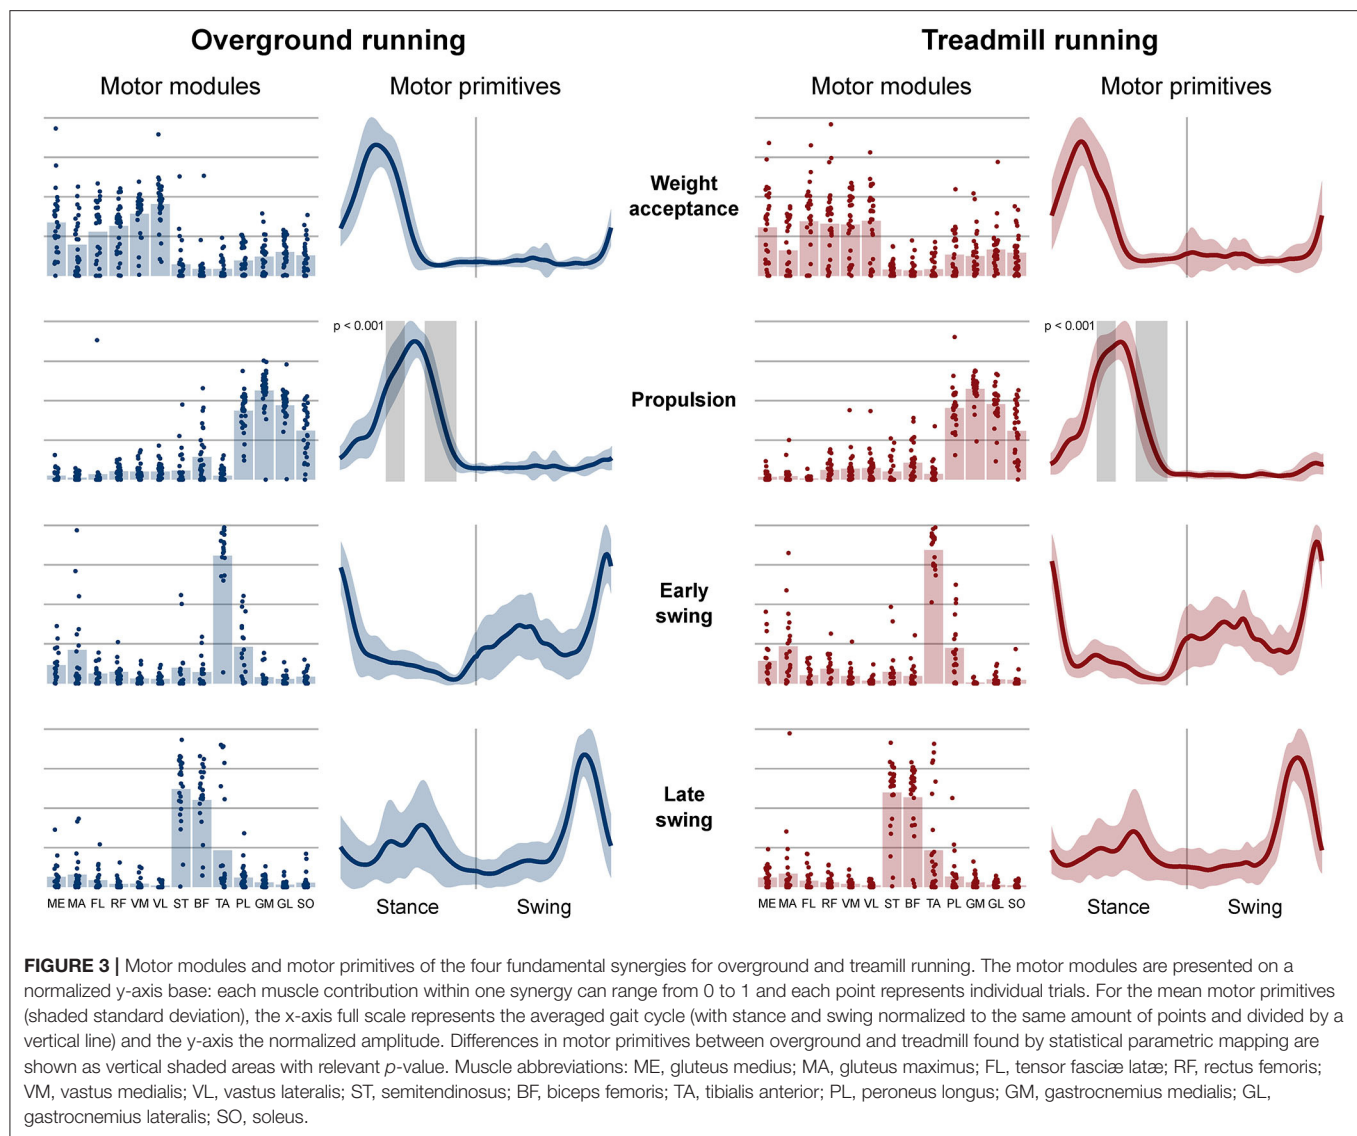 Overground running
Treadmill running
Motor modules
Motor primitives
Motor modules
Motor primitives
Weight
acceptance
p < 0.001
Propulsion
p < 0.001
Early
swing
Late
swing
ME MA FL RF VM VL ST BF TA PL GM GL SO
Stance
Swing
ME MA FL RF VM VL ST BF TA PL GM GL SO
Stance
Swing
FIGURE 3 | Motor modules and motor primitives of the four fundamental synergies for overground and treamill running. The motor modules are presented on a
normalized y-axis base: each muscle contribution within one synergy can range from 0 to 1 and each point represents individual trials. For the mean motor primitives
(shaded standard deviation), the x-axis full scale represents the averaged gait cycle (with stance and swing normalized to the same amount of points and divided by a
vertical line) and the y-axis the normalized amplitude. Differences in motor primitives between overground and treadmill found by statistical parametric mapping are
shown as vertical shaded areas with relevant p-value. Muscle abbreviations: ME, gluteus medius; MA, gluteus maximus; FL, tensor fasciæ latæ; RF, rectus femoris;
VM, vastus medialis; VL, vastus lateralis; ST, semitendinosus; BF, biceps femoris; TA, tibialis anterior; PL, peroneus longus; GM, gastrocnemius medialis; GL,
gastrocnemius lateralis; SO, soleus.